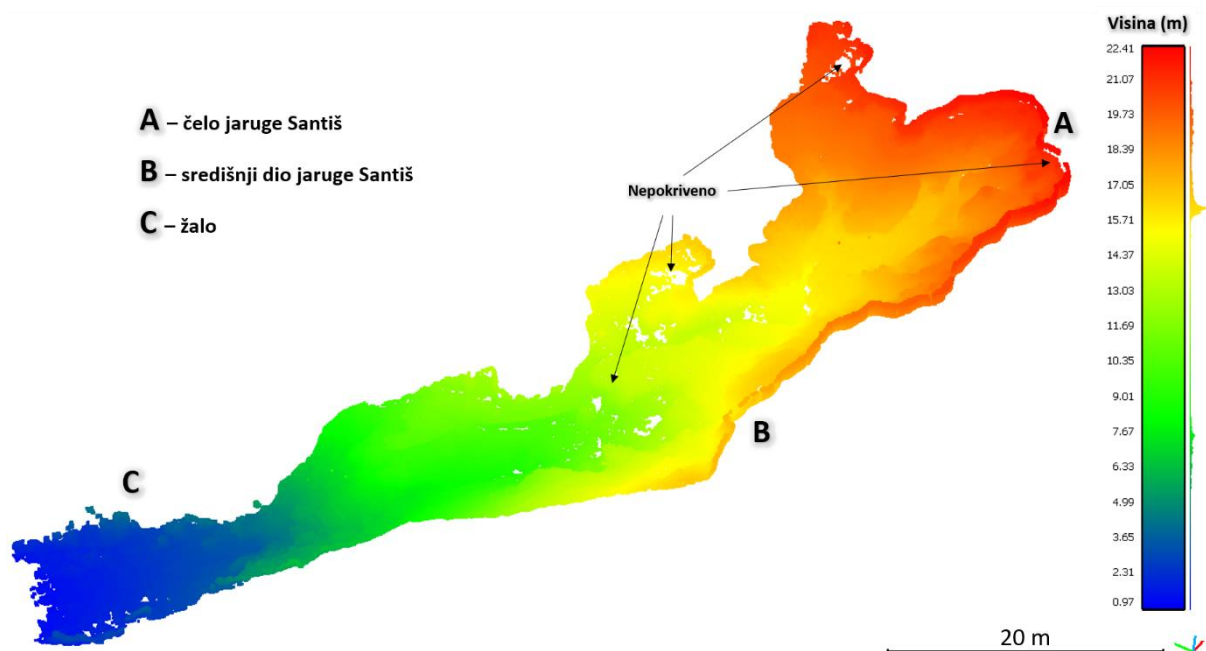 A – čelo jaruge Santiš
B – središnji dio jaruge Santiš
C – žalo
Nepokriveno
A
B
C
Visina (m)
22.41
21.07
19.73
18.39
17.05
15.71
14.37
13.03
11.69
10.35
9.01
7.67
6.33
4.99
3.65
2.31
0.97
20 m